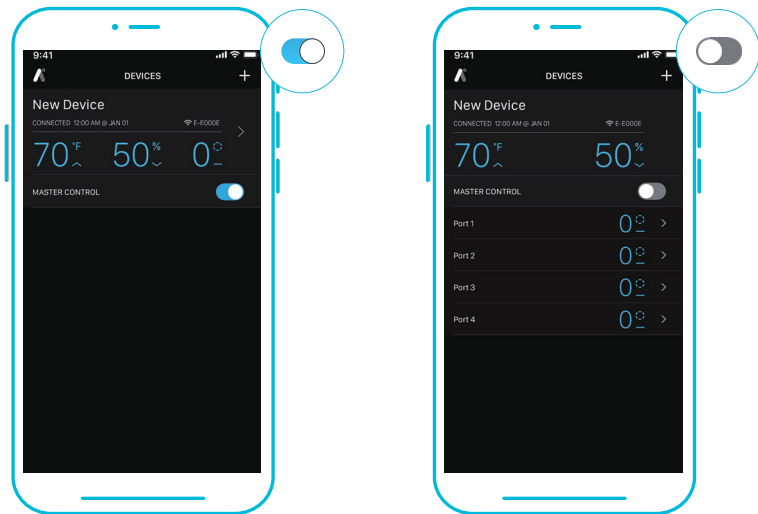 9:41
DEVICES
+
New Device
CONNECTED 12:00 AM @ JAN 01 E-E000E
70°F 50% 0
MASTER CONTROL
9:41
DEVICES
+
New Device
CONNECTED 12:00 AM @ JAN 01 E-E000E
70°F 50%
MASTER CONTROL
Port 1 0
Port 2 0
Port 3 0
Port 4 0